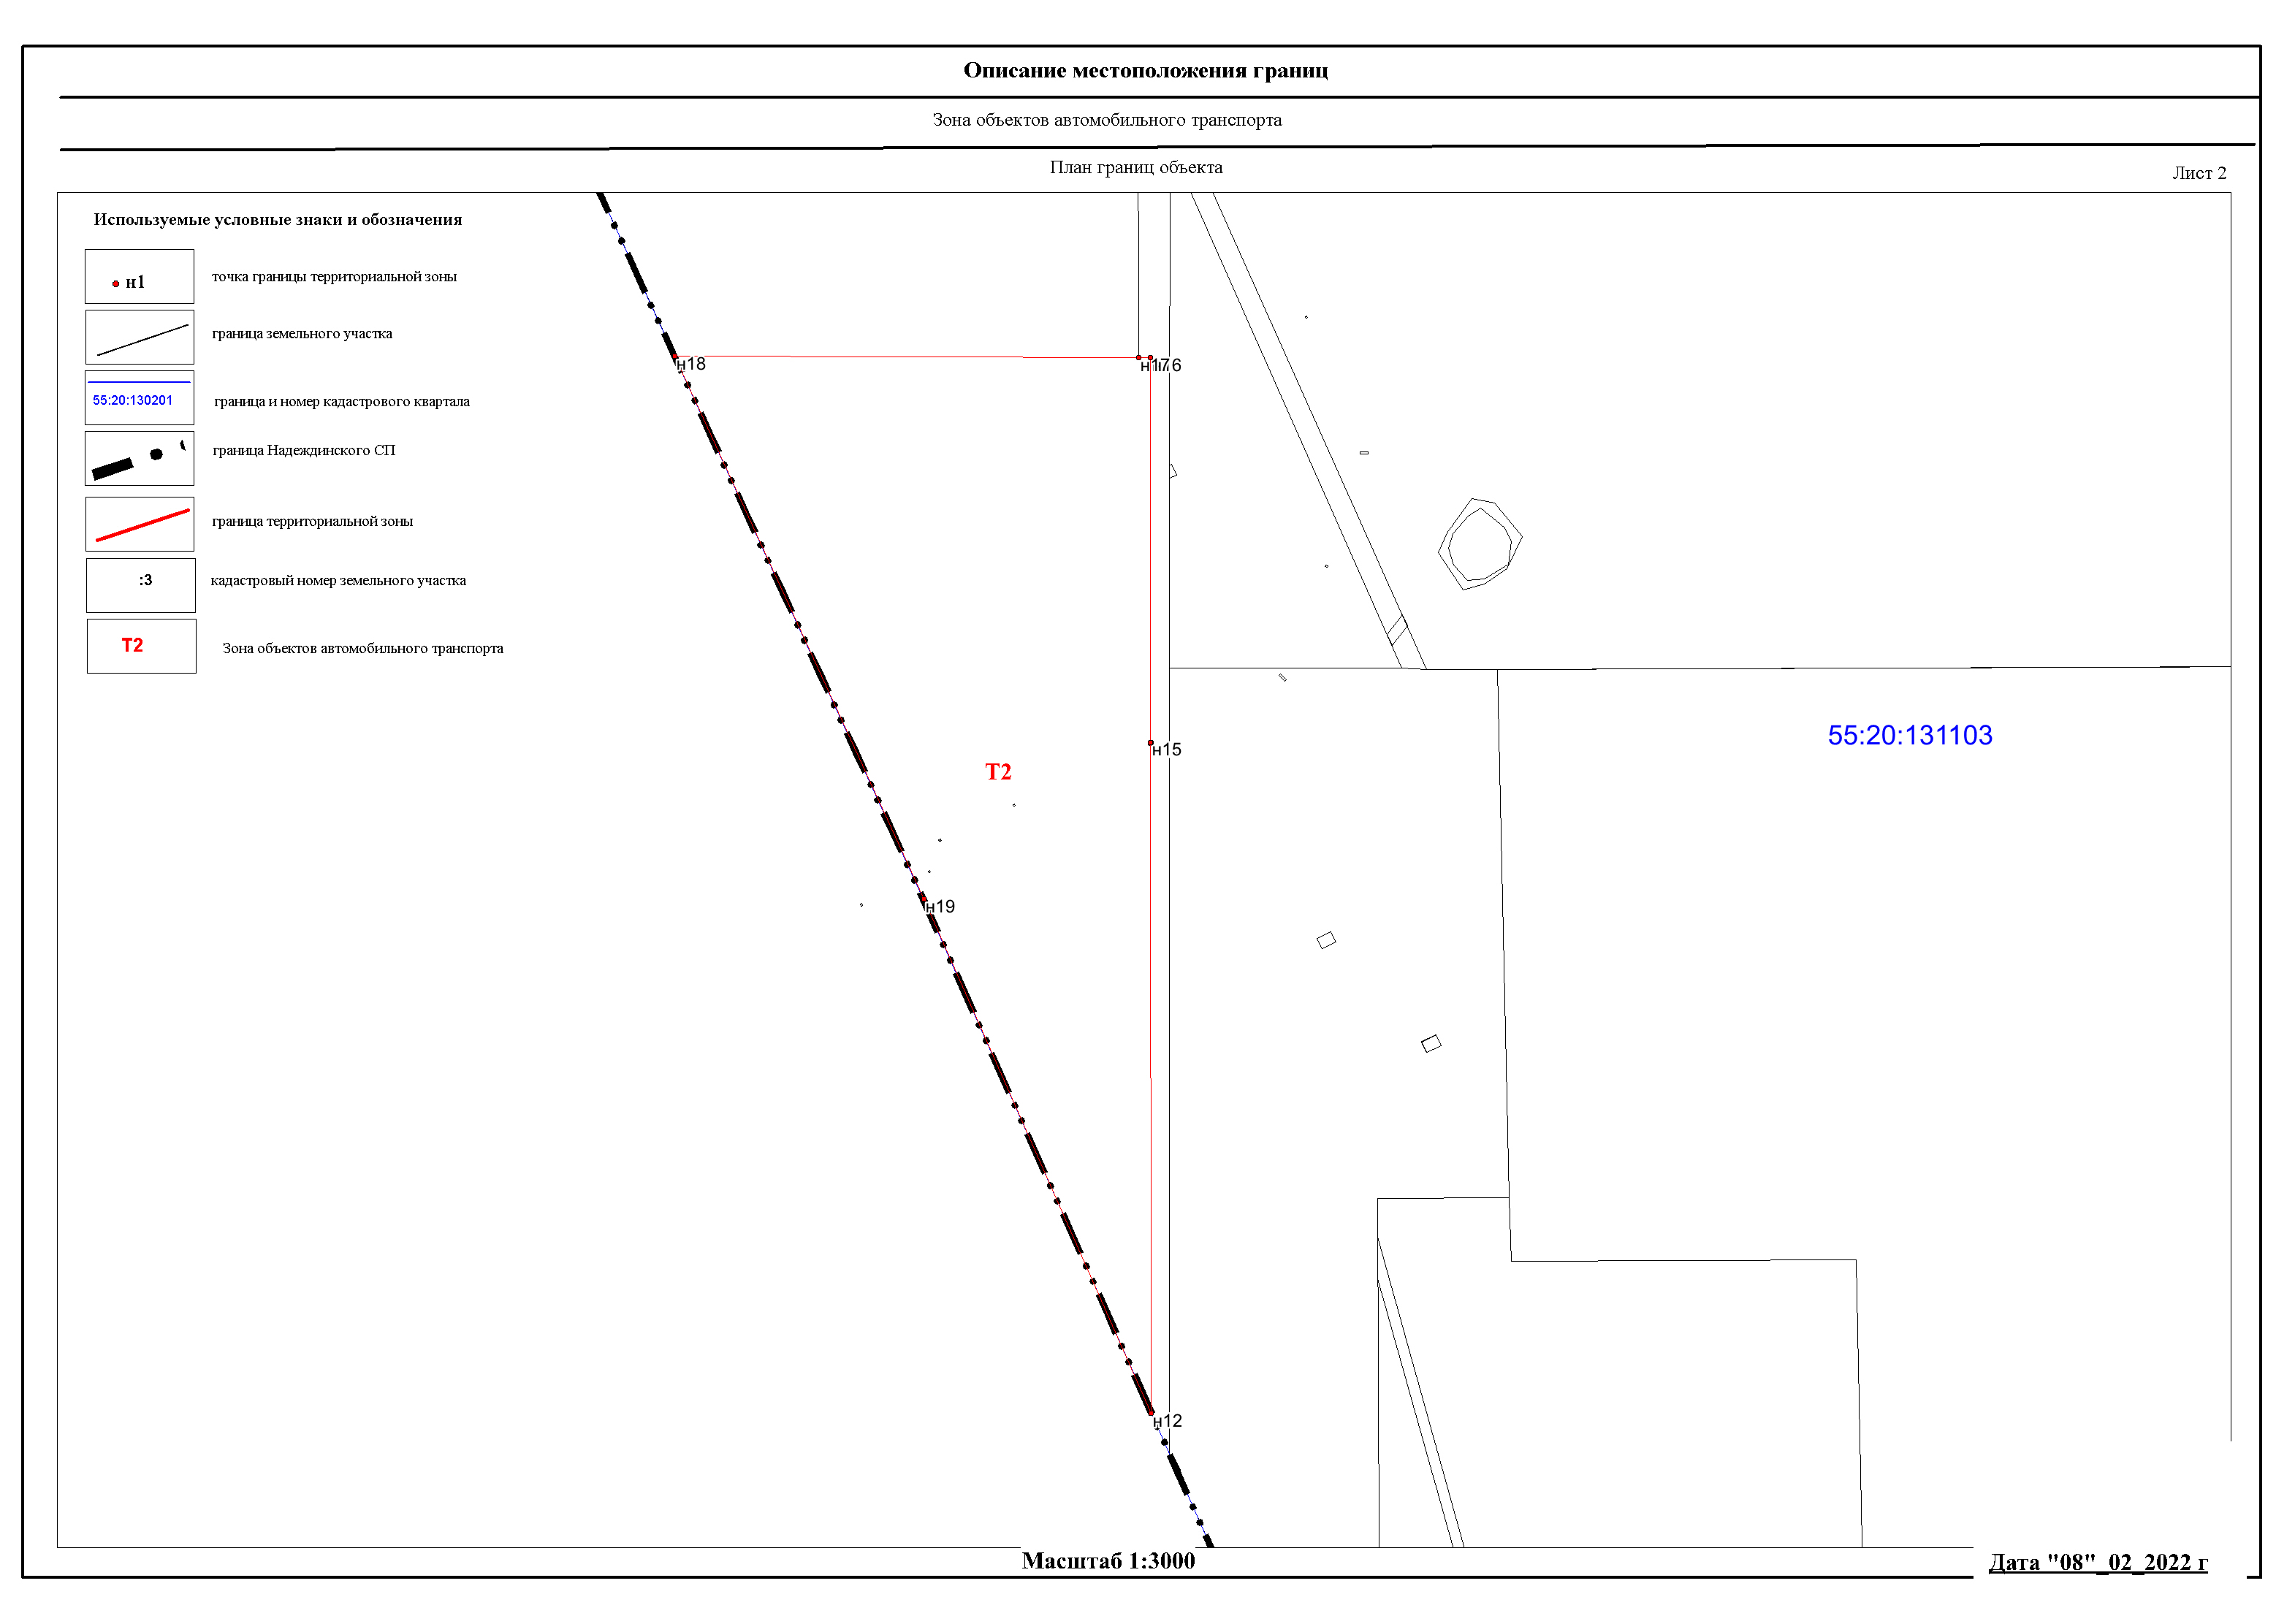 Описание местоположения границ
Зона объектов автомобильного транспорта
План границ объекта
Лист 2
Используемые условные знаки и обозначения
н1
точка границы территориальной зоны
граница земельного участка
55:20:130201
граница и номер кадастрового квартала
граница Надеждинского СП
граница территориальной зоны
:3
кадастровый номер земельного участка
Т2
Зона объектов автомобильного транспорта
н18
н17
н15
55:20:131103
Т2
н19
н12
Масштаб 1:3000
Дата "08"_02_2022 г